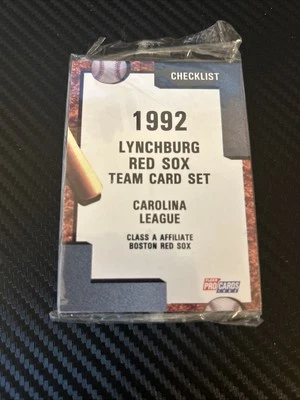 CHECKLIST
1992
LYNCHBURG
RED SOX
TEAM CARD SET
CAROLINA
LEAGUE
CLASS A AFFILIATE
BOSTON RED SOX
PRO CARDS